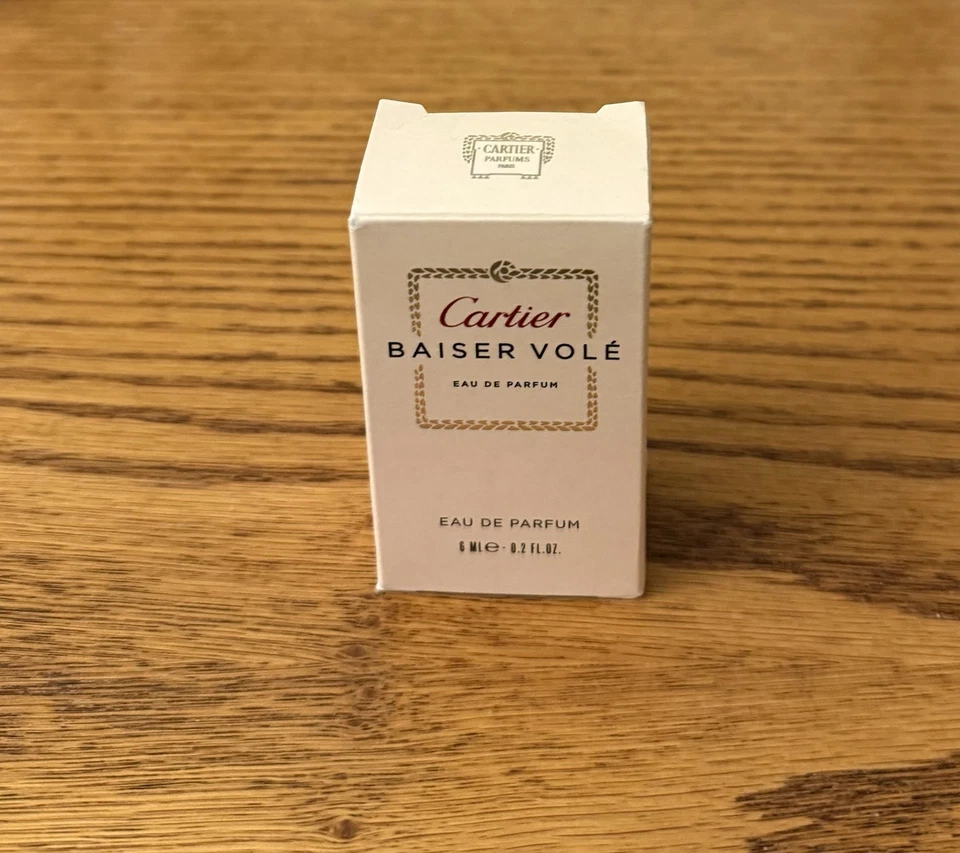 CARTIER
PARFUMS
PARIS
Cartier
BAISER VOLÉ
EAU DE PARFUM
EAU DE PARFUM
6 ML℮ - 0.2 FL.OZ.